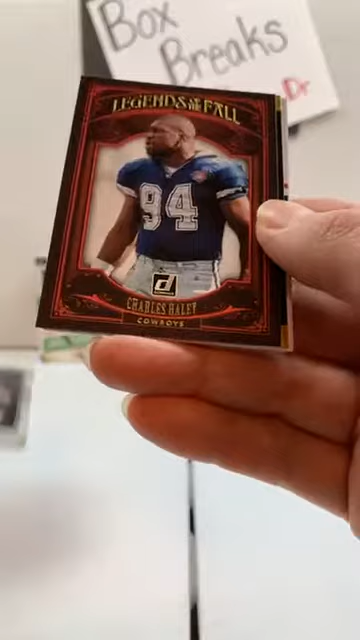 Box
Breaks
Dr
LEGENDS OF THE FALL
94
d
CHARLES HALEY
COWBOYS